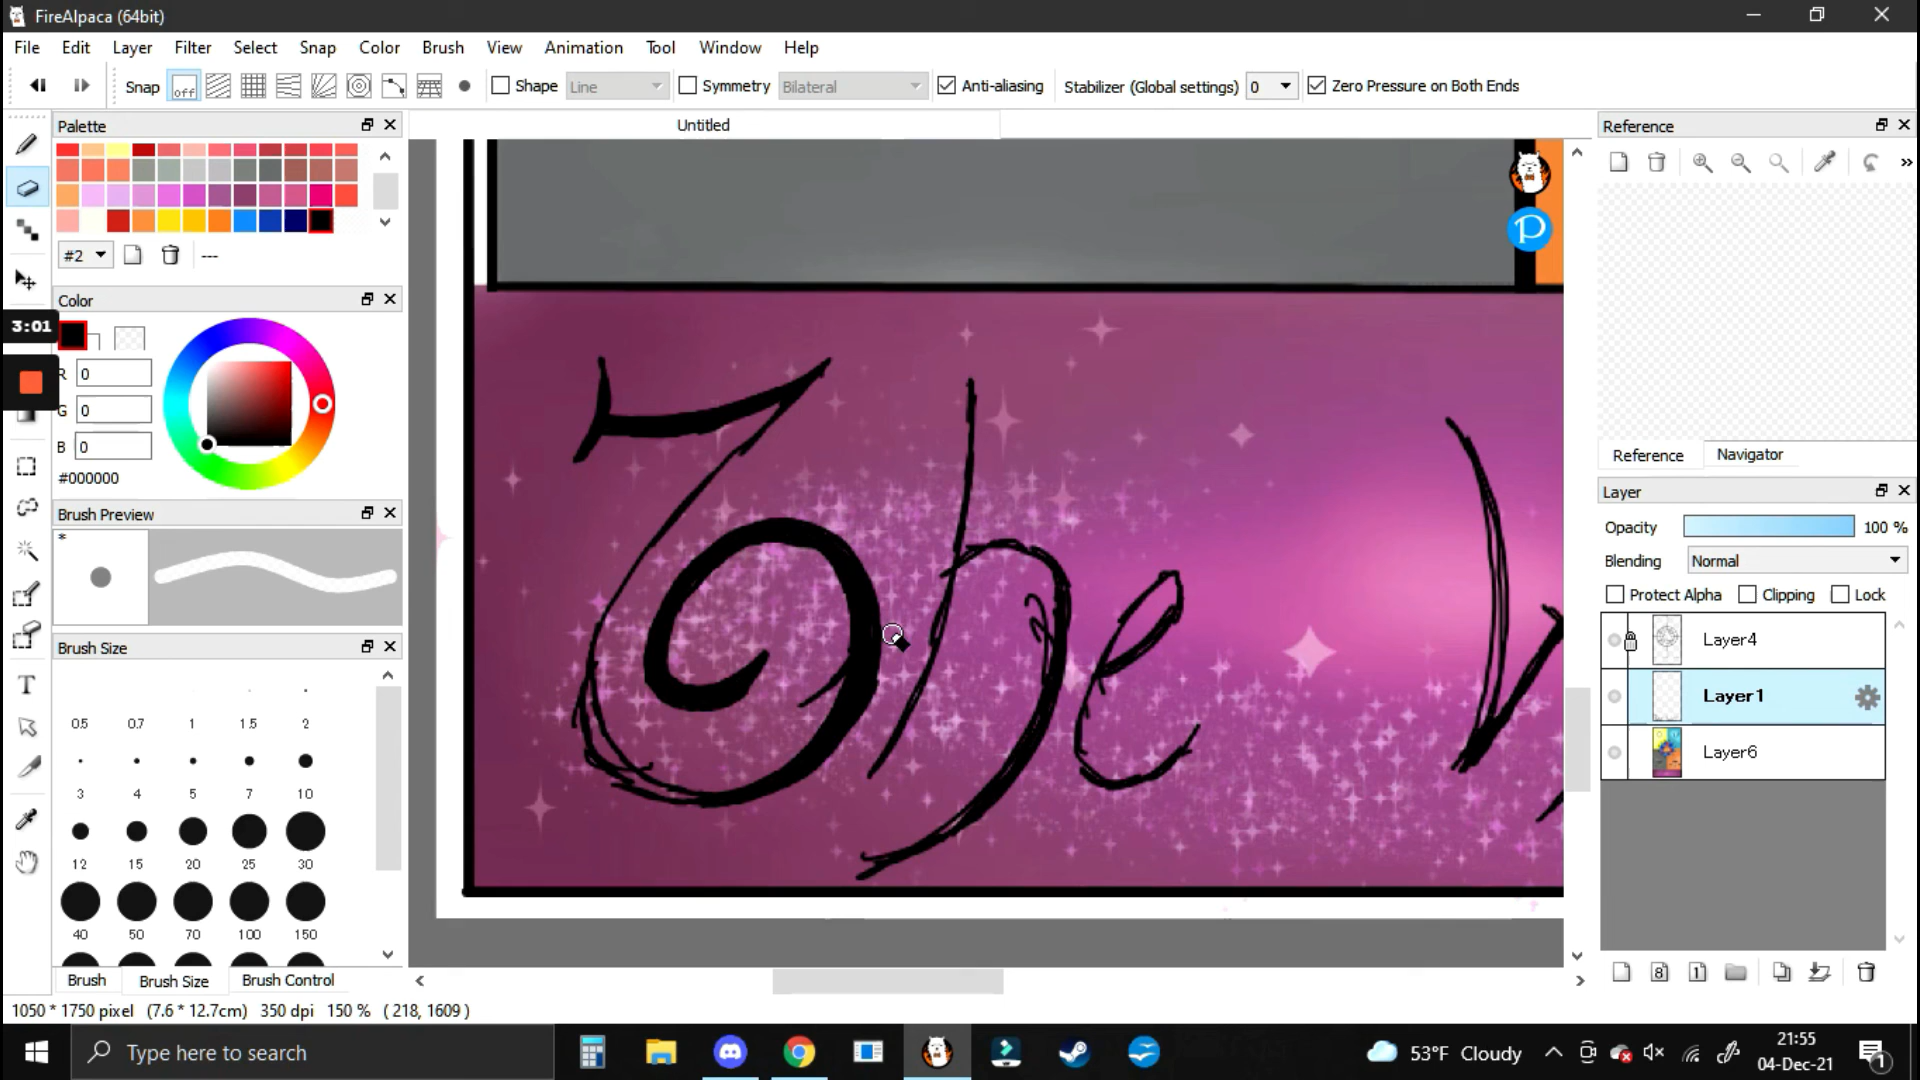 FireAlpaca (64bit)
File Edit Layer Filter Select Snap Color Brush View Animation Tool Window Help
Snap off Shape Line Symmetry Bilateral Anti-aliasing Stabilizer (Global settings) 0 Zero Pressure on Both Ends
Palette
Untitled
Reference
#2 ---
Color
3:01
R 0
G 0
B 0
#000000
The
Reference Navigator
Layer
Opacity 100 %
Blending Normal
Protect Alpha Clipping Lock
Layer4
Layer1
Layer6
Brush Preview
*
Brush Size
0.5 0.7 1 1.5 2
3 4 5 7 10
12 15 20 25 30
40 50 70 100 150
Brush Brush Size Brush Control
T
P
8 1
1050 * 1750 pixel (7.6 * 12.7cm) 350 dpi 150 % ( 218, 1609 )
Type here to search
53°F Cloudy
21:55
04-Dec-21
1